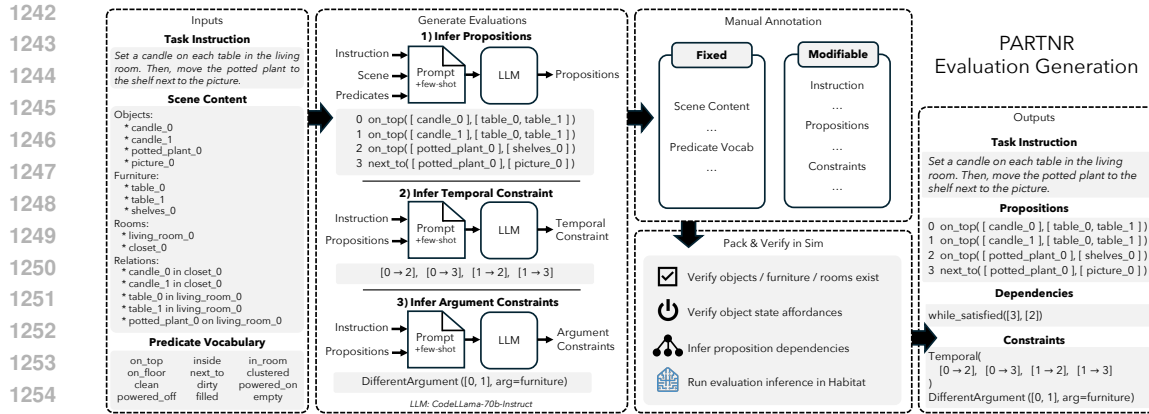 1242
1243
1244
1245
1246
1247
1248
1249
1250
1251
1252
1253
1254
Inputs
Task Instruction
Set a candle on each table in the living
room. Then, move the potted plant to
the shelf next to the picture.
Scene Content
Objects:
* candle_0
* candle_1
* potted_plant_0
* picture_0
Furniture:
* table_0
* table_1
* shelves_0
Rooms:
* living_room_0
* closet_0
Relations:
* candle_0 in closet_0
* candle_1 in closet_0
* table_0 in living_room_0
* table_1 in living_room_0
* potted_plant_0 on living_room_0
Predicate Vocabulary
on_top inside in_room
on_floor next_to clustered
clean dirty powered_on
powered_off filled empty
Generate Evaluations
1) Infer Propositions
Instruction
Scene
Predicates
Prompt
+few-shot
LLM
Propositions
0 on_top( [ candle_0 ], [ table_0, table_1 ] )
1 on_top( [ candle_1 ], [ table_0, table_1 ] )
2 on_top( [ potted_plant_0 ], [ shelves_0 ] )
3 next_to( [ potted_plant_0 ], [ picture_0 ] )
2) Infer Temporal Constraint
Instruction
Propositions
Prompt
+few-shot
LLM
Temporal
Constraint
[0 → 2], [0 → 3], [1 → 2], [1 → 3]
3) Infer Argument Constraints
Instruction
Propositions
Prompt
+few-shot
LLM
Argument
Constraints
DifferentArgument ([0, 1], arg=furniture)
LLM: CodeLLama-70b-Instruct
Manual Annotation
Fixed
Scene Content
...
Predicate Vocab
...
Modifiable
Instruction
...
Propositions
...
Constraints
...
Pack & Verify in Sim
Verify objects / furniture / rooms exist
Verify object state affordances
Infer proposition dependencies
Run evaluation inference in Habitat
PARTNR
Evaluation Generation
Outputs
Task Instruction
Set a candle on each table in the living
room. Then, move the potted plant to the
shelf next to the picture.
Propositions
0 on_top( [ candle_0 ], [ table_0, table_1 ] )
1 on_top( [ candle_1 ], [ table_0, table_1 ] )
2 on_top( [ potted_plant_0 ], [ shelves_0 ] )
3 next_to( [ potted_plant_0 ], [ picture_0 ] )
Dependencies
while_satisfied([3], [2])
Constraints
Temporal(
[0 → 2], [0 → 3], [1 → 2], [1 → 3]
)
DifferentArgument ([0, 1], arg=furniture)